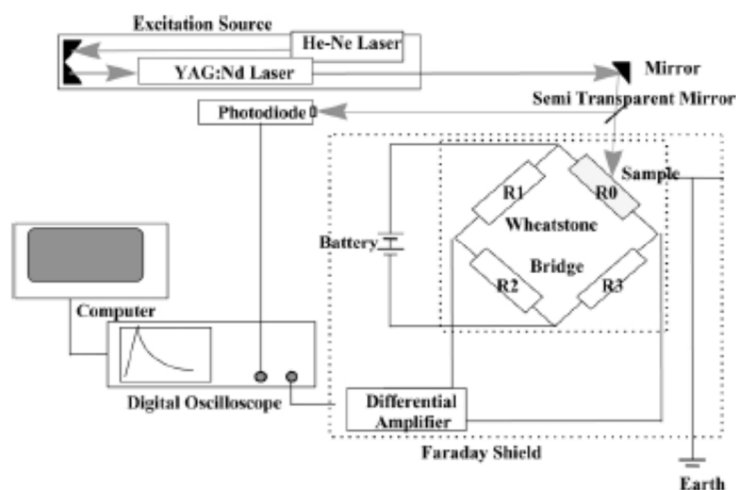 Excitation Source
He-Ne Laser
YAG:Nd Laser
Mirror
Semi Transparent Mirror
Photodiode
Sample
R1
R0
Wheatstone
Battery
Bridge
R2
R3
Computer
Digital Oscilloscope
Differential
Amplifier
Faraday Shield
Earth